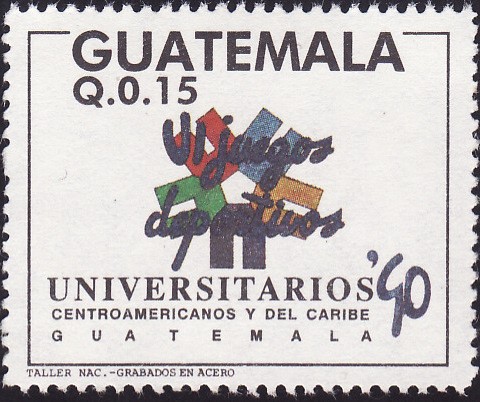 GUATEMALA
Q.0.15
VI juegos
deportivos
UNIVERSITARIOS '90
CENTROAMERICANOS Y DEL CARIBE
GUATEMALA
TALLER NAC.-GRABADOS EN ACERO